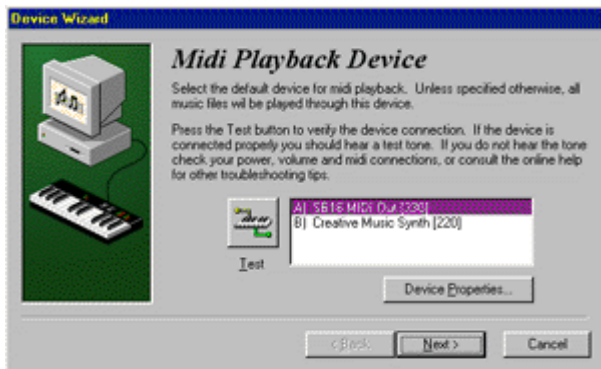 Device Wizard
Midi Playback Device
Select the default device for midi playback. Unless specified otherwise, all
music files will be played through this device.
Press the Test button to verify the device connection. If the device is
connected properly you should hear a test tone. If you do not hear the tone
check your power, volume and midi connections, or consult the online help
for other troubleshooting tips.
A) SB16 MIDI Out [330]
B) Creative Music Synth [220]
Test
Device Properties...
< Back
Next >
Cancel